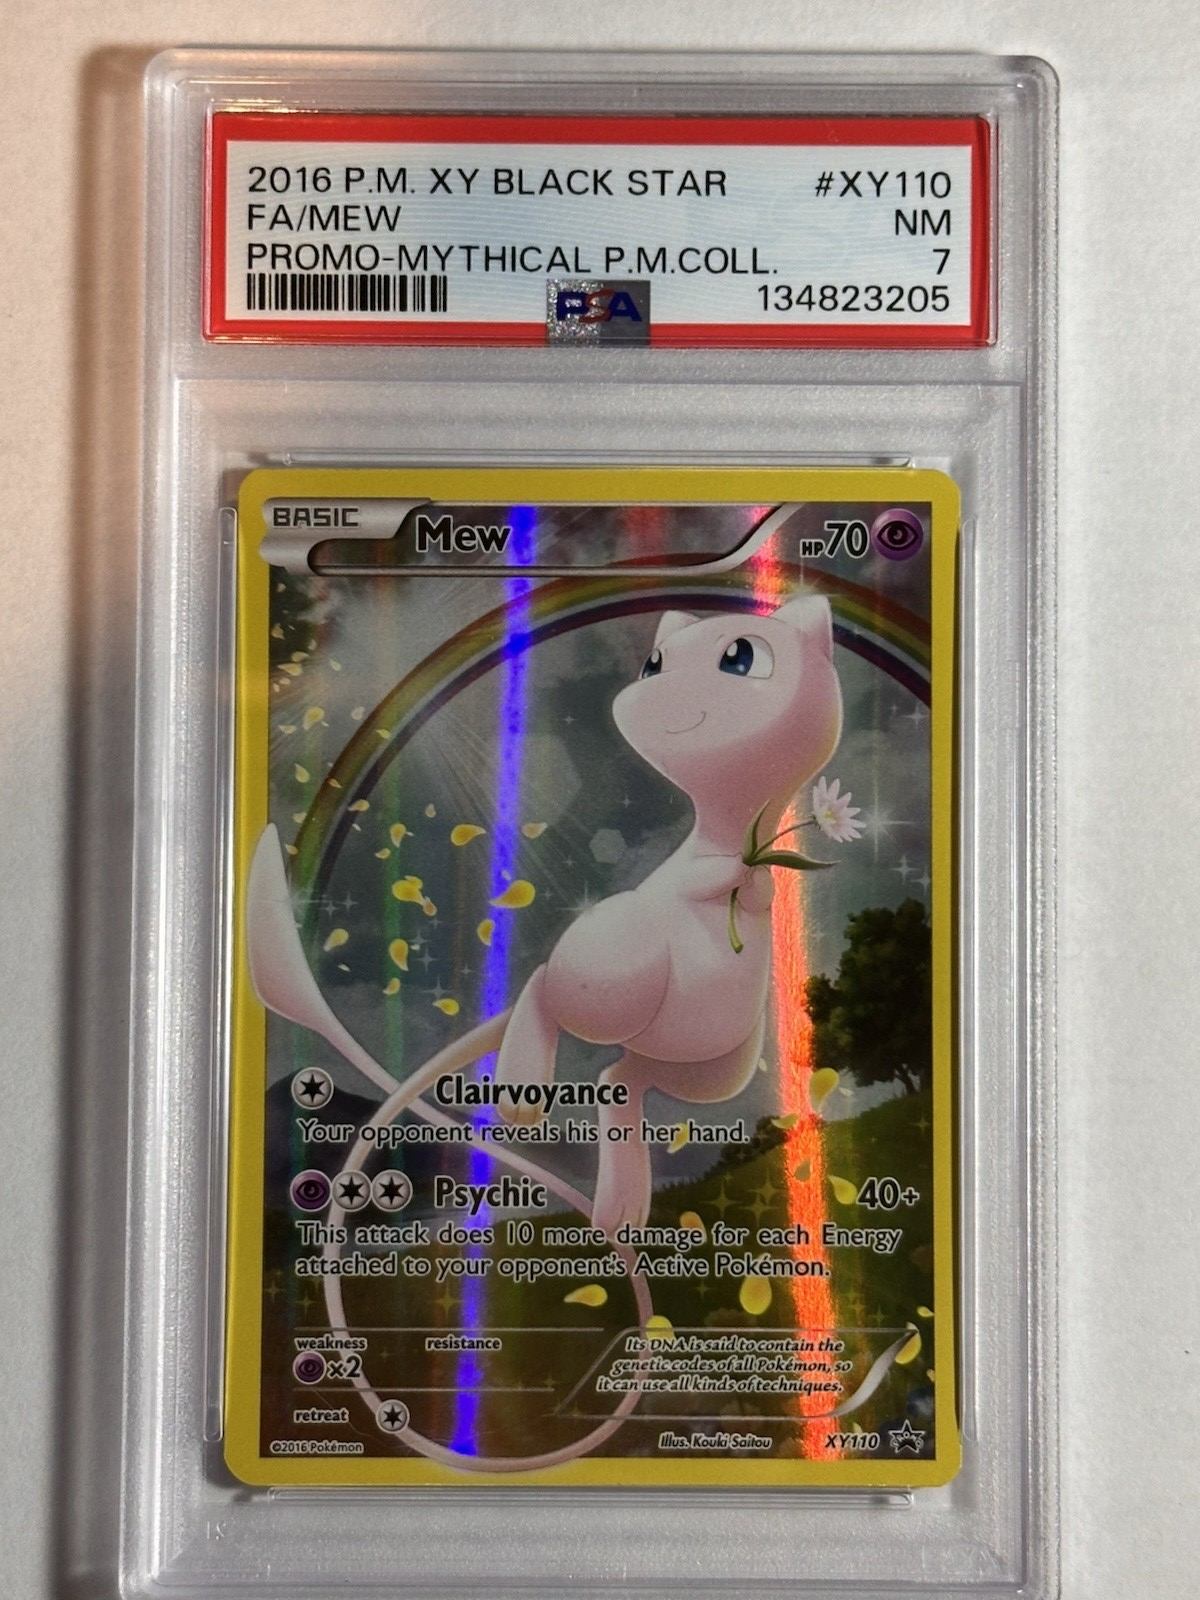 2016 P.M. XY BLACK STAR #XY110
FA/MEW NM
PROMO-MYTHICAL P.M.COLL. 7
PSA 134823205
BASIC Mew HP70
Clairvoyance
Your opponent reveals his or her hand.
Psychic 40+
This attack does 10 more damage for each Energy
attached to your opponent's Active Pokémon.
weakness resistance
×2
Its DNA is said to contain the
genetic codes of all Pokémon, so
it can use all kinds of techniques.
retreat
©2016 Pokémon Illus. Kouki Saitou XY110